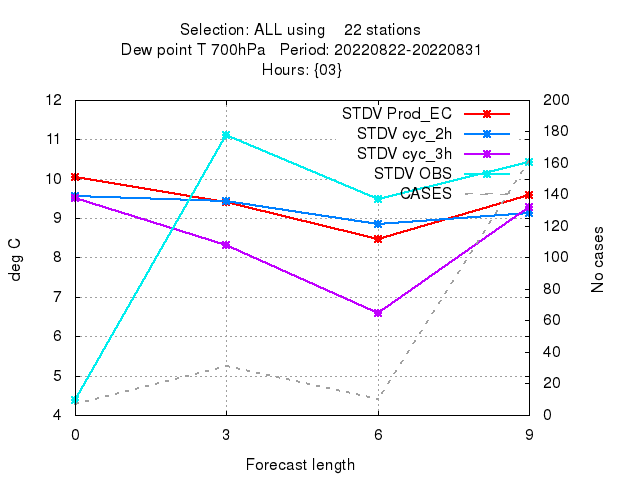 Selection: ALL using 22 stations
Dew point T 700hPa Period: 20220822-20220831
Hours: {03}
STDV Prod_EC
STDV cyc_2h
STDV cyc_3h
STDV OBS
CASES
12
11
10
9
8
7
6
5
4
deg C
200
180
160
140
120
100
80
60
40
20
0
No cases
0 3 6 9
Forecast length